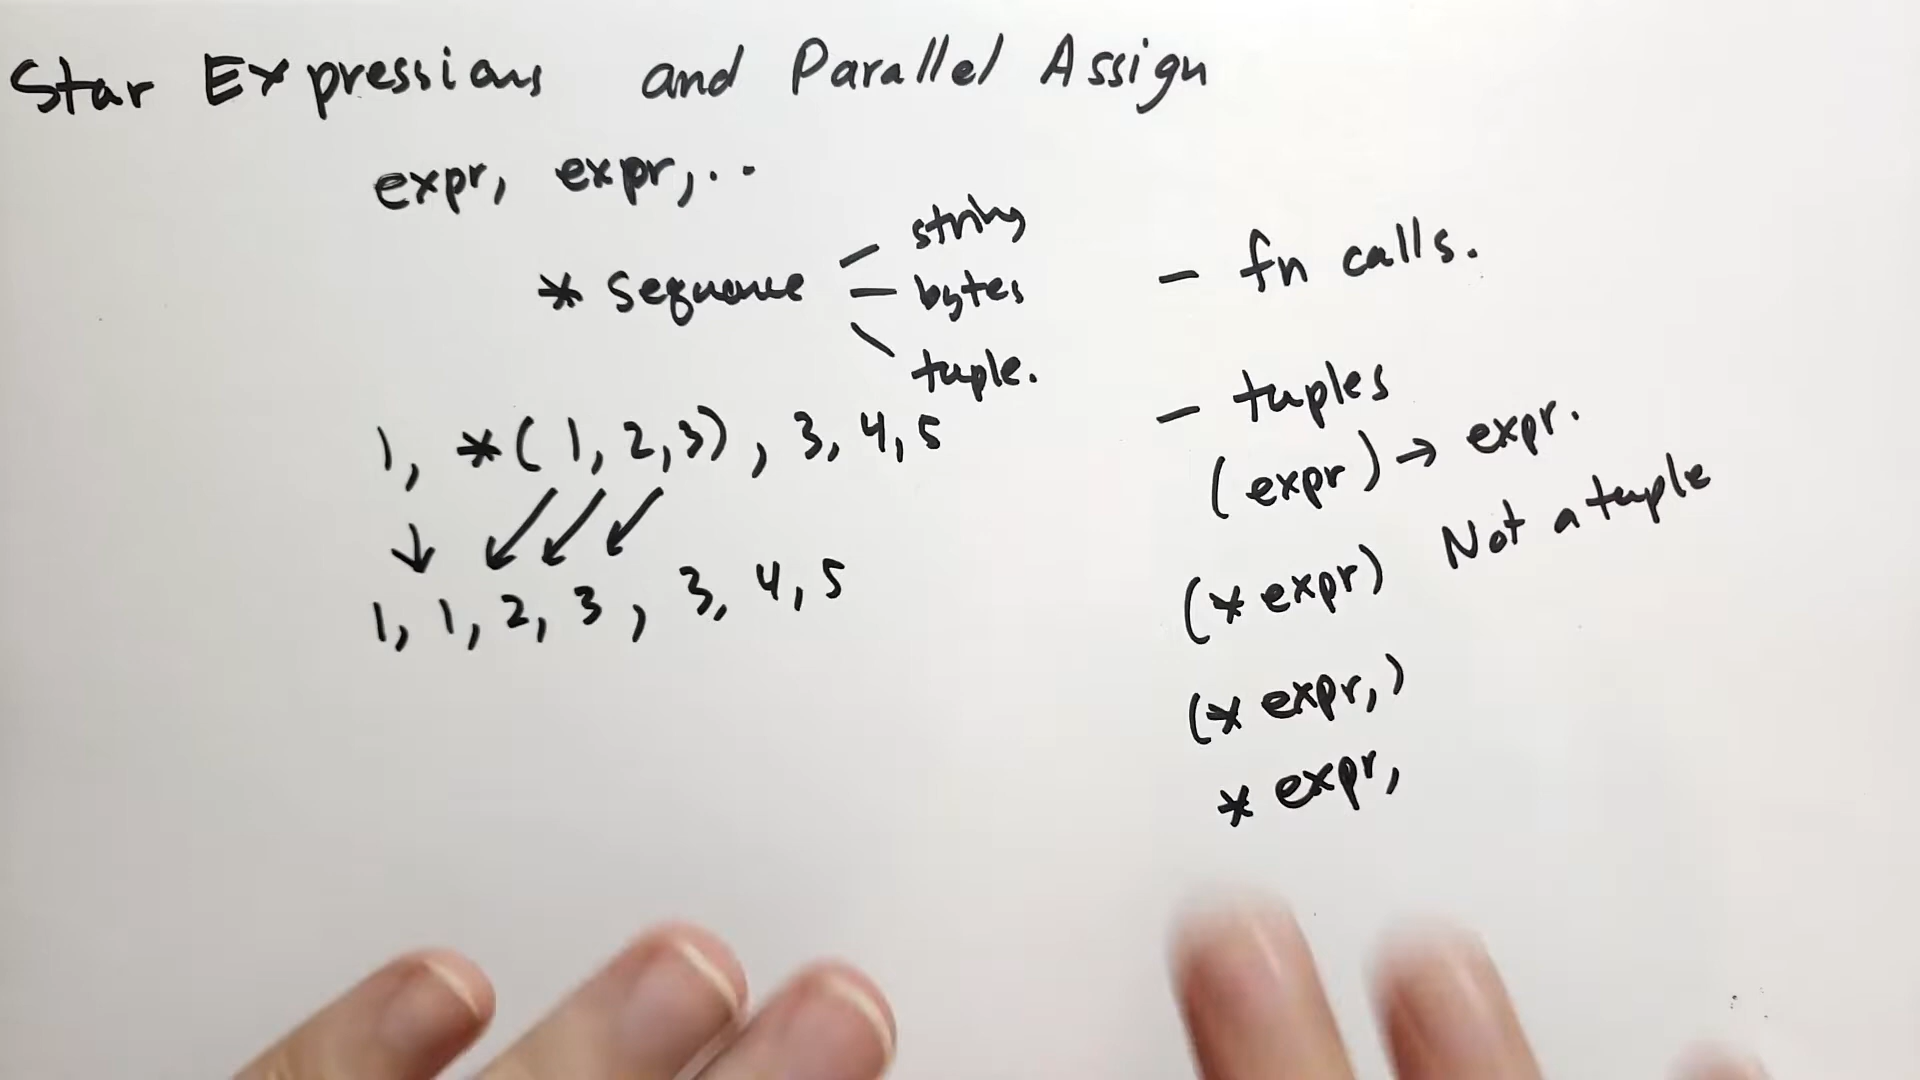 Star Expressions and Parallel Assign
expr, expr,..
* sequence
string
bytes
tuple.
1, *(1, 2, 3), 3, 4, 5
1, 1, 2, 3, 3, 4, 5
- fn calls.
- tuples
(expr) → expr.
Not a tuple
(* expr)
(* expr,)
* expr,